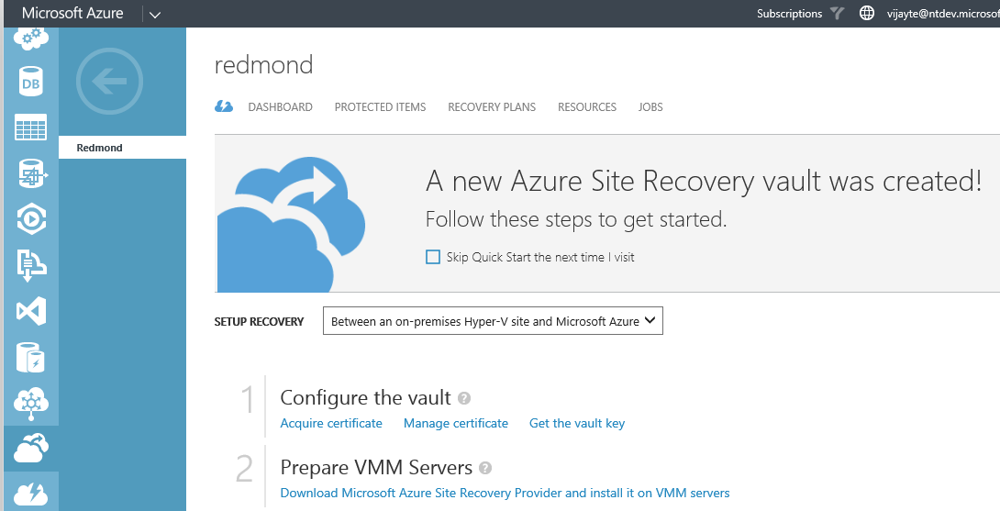 Microsoft Azure
Subscriptions
vijayte@ntdev.microsof
DB
Redmond
redmond
DASHBOARD PROTECTED ITEMS RECOVERY PLANS RESOURCES JOBS
A new Azure Site Recovery vault was created!
Follow these steps to get started.
Skip Quick Start the next time I visit
SETUP RECOVERY
Between an on-premises Hyper-V site and Microsoft Azure
1
Configure the vault ?
Acquire certificate Manage certificate Get the vault key
2
Prepare VMM Servers ?
Download Microsoft Azure Site Recovery Provider and install it on VMM servers